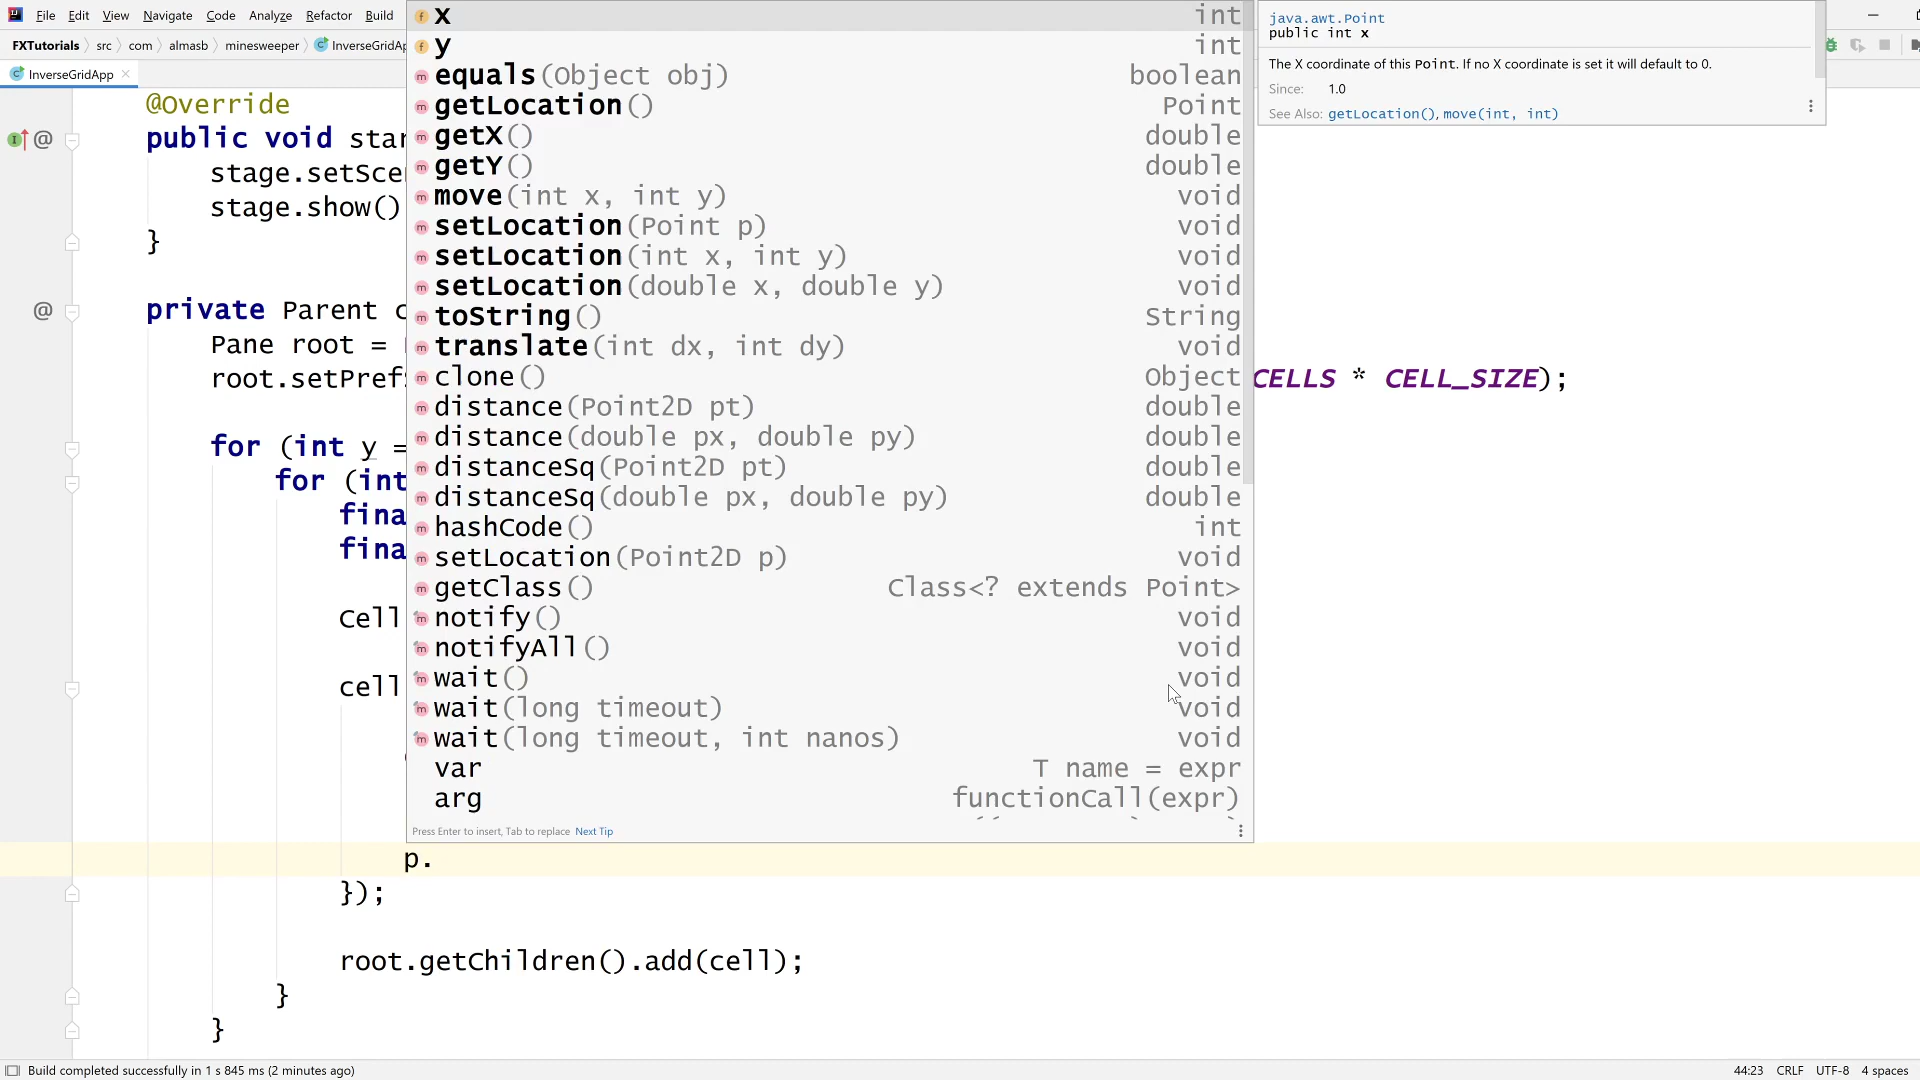 File Edit View Navigate Code Analyze Refactor Build
FXTutorials src com almasb minesweeper InverseGridAp
InverseGridApp
@Override
public void star
stage.setSce
stage.show()
}
private Parent c
Pane root =
root.setPrefS
CELLS * CELL_SIZE);
for (int y =
for (int
fina
fina
Cell
cell
p.
});
root.getChildren().add(cell);
}
}
x int
y int
equals(Object obj) boolean
getLocation() Point
getX() double
getY() double
move(int x, int y) void
setLocation(Point p) void
setLocation(int x, int y) void
setLocation(double x, double y) void
toString() String
translate(int dx, int dy) void
clone() Object
distance(Point2D pt) double
distance(double px, double py) double
distanceSq(Point2D pt) double
distanceSq(double px, double py) double
hashCode() int
setLocation(Point2D p) void
getClass() Class<? extends Point>
notify() void
notifyAll() void
wait() void
wait(long timeout) void
wait(long timeout, int nanos) void
var T name = expr
arg functionCall(expr)
Press Enter to insert, Tab to replace Next Tip
java.awt.Point
public int x
The X coordinate of this Point. If no X coordinate is set it will default to 0.
Since: 1.0
See Also: getLocation(), move(int, int)
Build completed successfully in 1 s 845 ms (2 minutes ago) 44:23 CRLF UTF-8 4 spaces